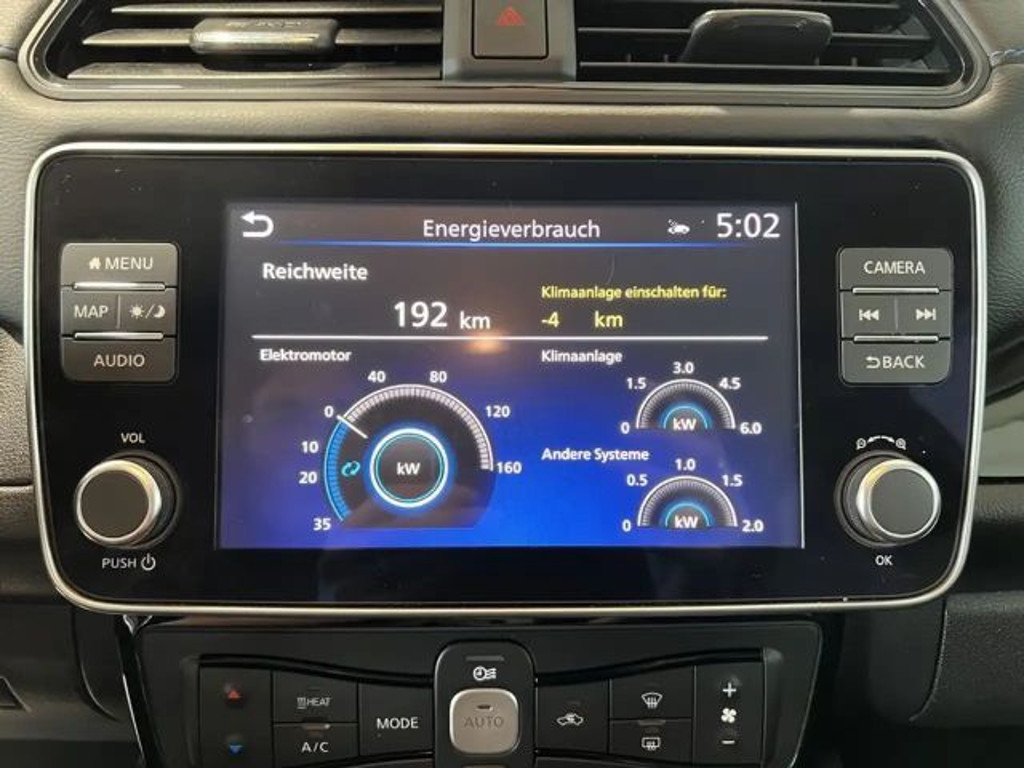 Energieverbrauch 5:02
MENU
CAMERA
Reichweite
Klimaanlage einschalten für:
MAP
192 km
-4 km
AUDIO
BACK
Elektromotor
Klimaanlage
0 10 20 35
40 80 120 160
kW
0 1.5 3.0 4.5 6.0
kW
Andere Systeme
0 0.5 1.0 1.5 2.0
kW
VOL
PUSH
OK
HEAT
MODE
AUTO
A/C
+
-